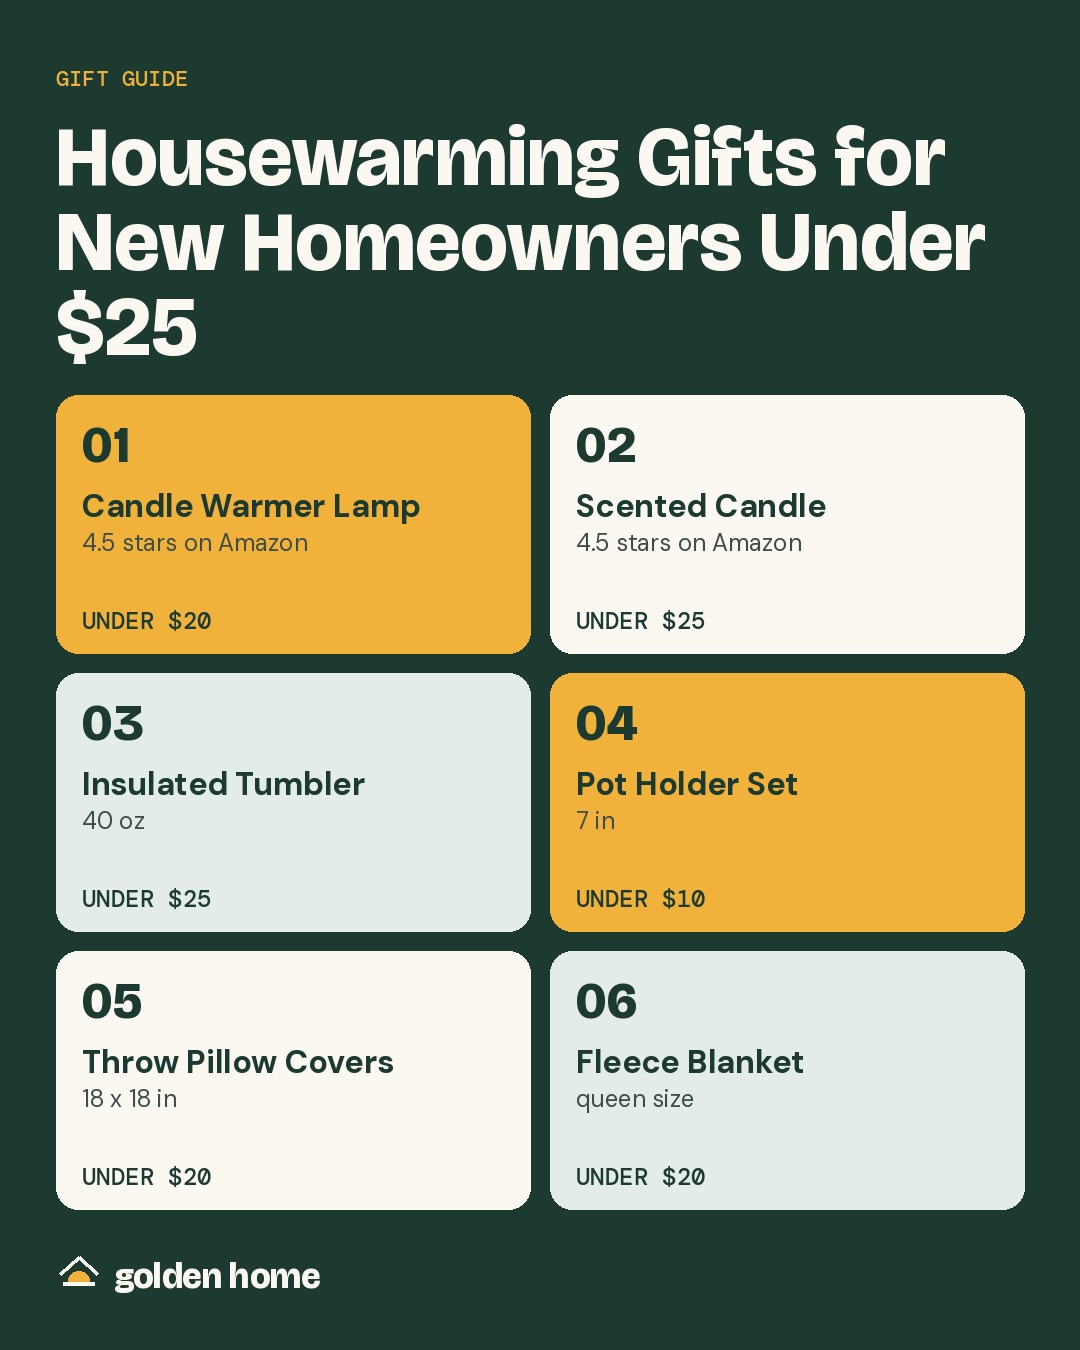 GIFT GUIDE
Housewarming Gifts for
New Homeowners Under
$25
01
Candle Warmer Lamp
4.5 stars on Amazon
UNDER $20
02
Scented Candle
4.5 stars on Amazon
UNDER $25
03
Insulated Tumbler
40 oz
UNDER $25
04
Pot Holder Set
7 in
UNDER $10
05
Throw Pillow Covers
18 x 18 in
UNDER $20
06
Fleece Blanket
queen size
UNDER $20
golden home